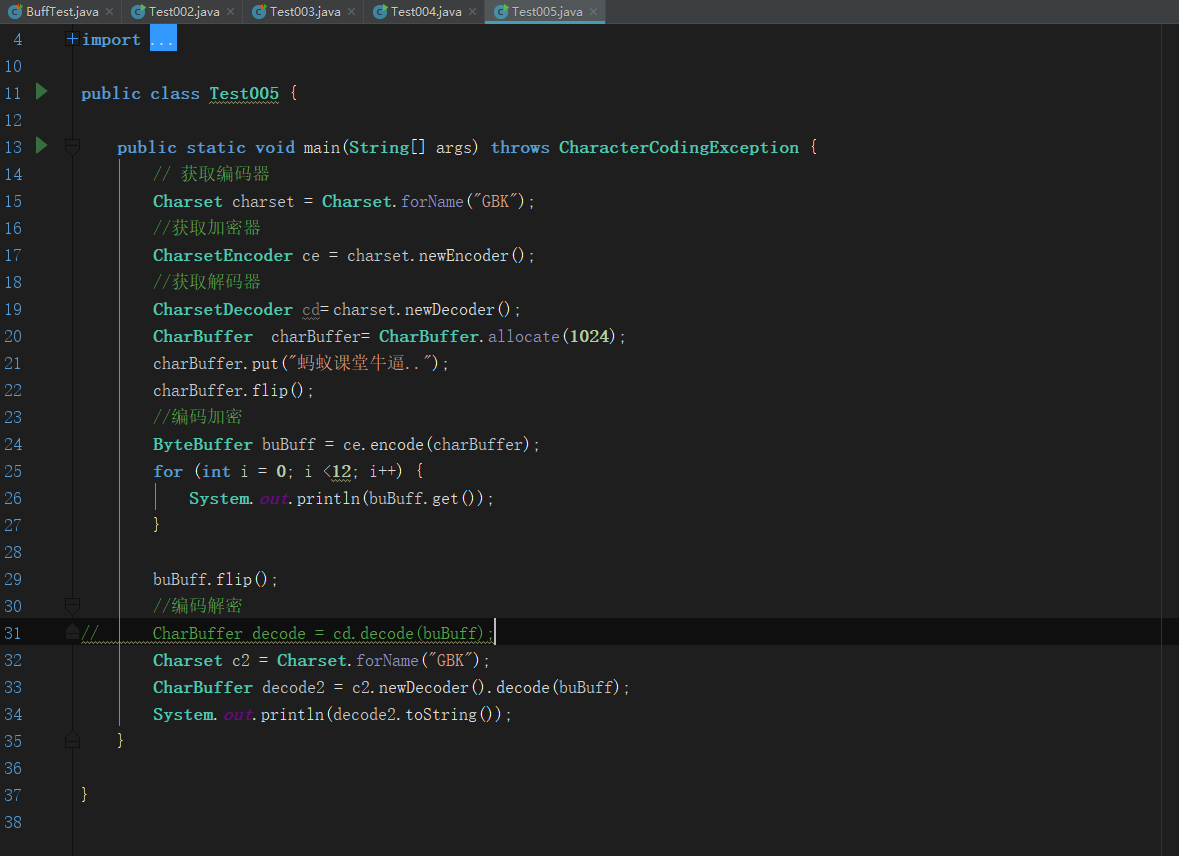 BuffTest.java × Test002.java × Test003.java × Test004.java × Test005.java ×
4 import ...
10
11 public class Test005 {
12
13 public static void main(String[] args) throws CharacterCodingException {
14 // 获取编码器
15 Charset charset = Charset.forName("GBK");
16 //获取加密器
17 CharsetEncoder ce = charset.newEncoder();
18 //获取解码器
19 CharsetDecoder cd=charset.newDecoder();
20 CharBuffer charBuffer= CharBuffer.allocate(1024);
21 charBuffer.put("蚂蚁课堂牛逼..");
22 charBuffer.flip();
23 //编码加密
24 ByteBuffer buBuff = ce.encode(charBuffer);
25 for (int i = 0; i <12; i++) {
26 System.out.println(buBuff.get());
27 }
28
29 buBuff.flip();
30 //编码解密
31 // CharBuffer decode = cd.decode(buBuff);
32 Charset c2 = Charset.forName("GBK");
33 CharBuffer decode2 = c2.newDecoder().decode(buBuff);
34 System.out.println(decode2.toString());
35 }
36
37 }
38